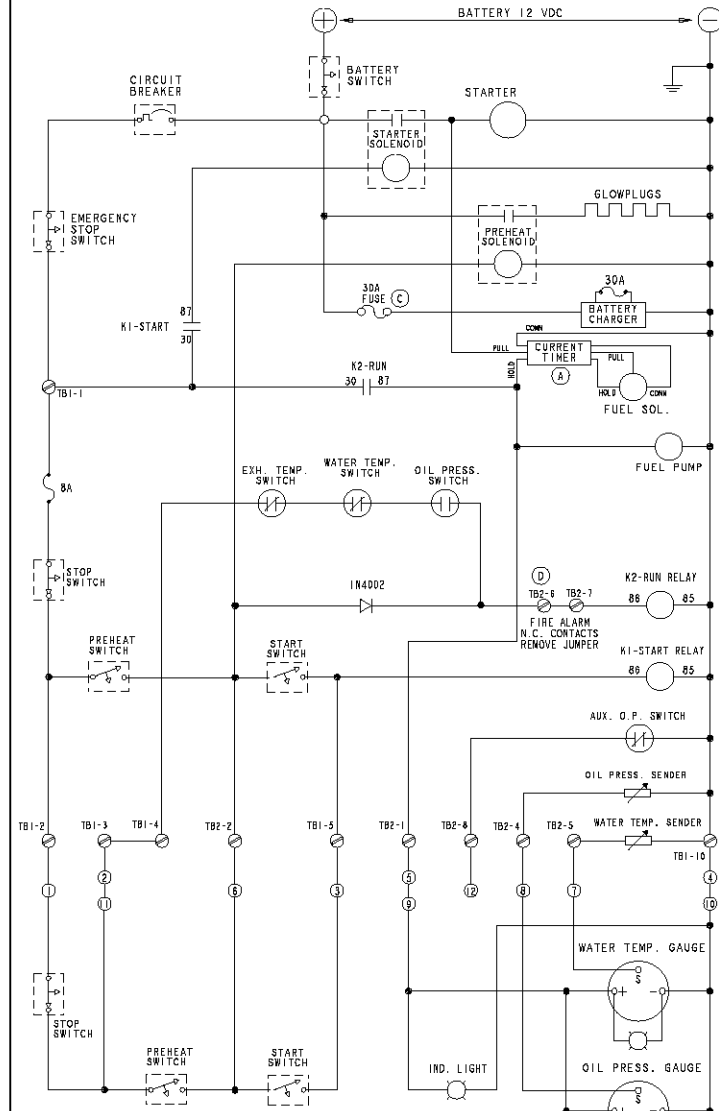 BATTERY 12 VDC
+
−
BATTERY
SWITCH
CIRCUIT
BREAKER
STARTER
STARTER
SOLENOID
GLOWPLUGS
EMERGENCY
STOP
SWITCH
PREHEAT
SOLENOID
30A
FUSE
C
30A
BATTERY
CHARGER
87
K1-START
30
CONN
PULL
CURRENT
TIMER
PULL
HOLD
A
HOLD
CONN
FUEL SOL.
K2-RUN
30 87
TB1-1
FUEL PUMP
8A
EXH. TEMP.
SWITCH
WATER TEMP.
SWITCH
OIL PRESS.
SWITCH
STOP
SWITCH
1N4002
D
TB2-6 TB2-7
FIRE ALARM
N.C. CONTACTS
REMOVE JUMPER
K2-RUN RELAY
86 85
PREHEAT
SWITCH
START
SWITCH
K1-START RELAY
86 85
AUX. O.P. SWITCH
OIL PRESS. SENDER
TB1-2 TB1-3 TB1-4 TB2-2 TB1-5 TB2-1 TB2-8 TB2-4 TB2-5 WATER TEMP. SENDER
TB1-10
1 2 6 3 5 12 8 7 4
11 9 10
WATER TEMP. GAUGE
S
+ −
STOP
SWITCH
PREHEAT
SWITCH
START
SWITCH
IND. LIGHT
OIL PRESS. GAUGE
S
+ −